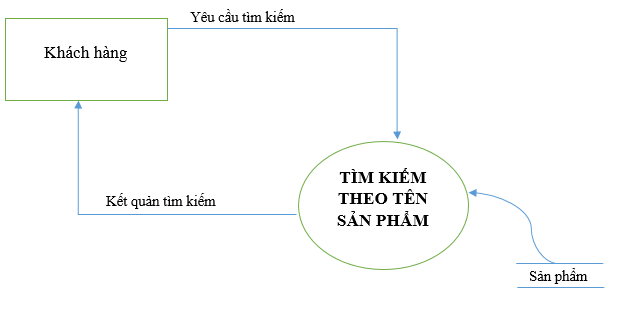 Yêu cầu tìm kiếm
Khách hàng
TÌM KIẾM
THEO TÊN
SẢN PHẨM
Kết quản tìm kiếm
Sản phẩm